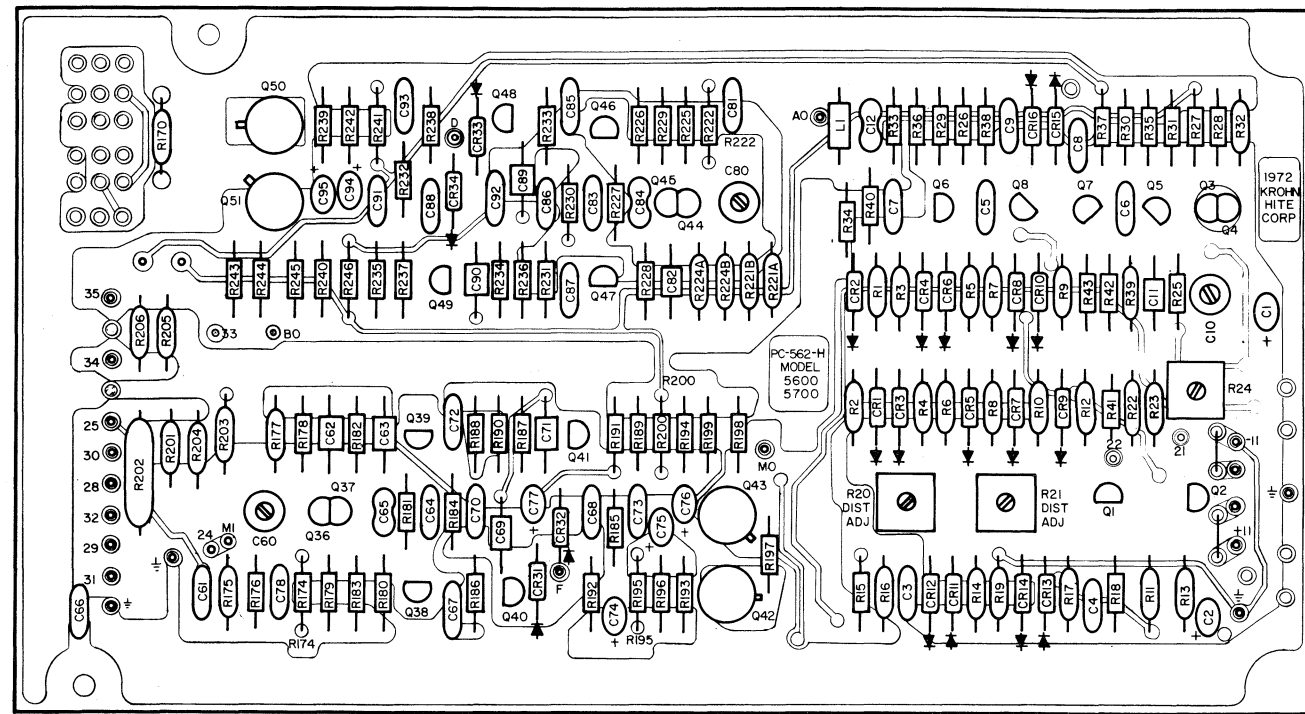 Q50
R170
R239
R242
R241
C93
R238
D
CR33
Q48
R233
C85
Q46
R226
R229
R225
R222
C81
R222
AO
L1
C12
R33
R36
R29
R26
R38
C9
CR16
CR15
C8
R37
R30
R35
R31
R27
R28
R32
Q51
+
+
C95
C94
C91
R232
C88
CR34
C92
C89
C86
R230
C83
R227
C84
Q45
Q44
C80
R34
R40
C7
Q6
C5
Q8
Q7
C6
Q5
Q3
Q4
1972
KROHN
HITE
CORP.
R243
R244
R245
R240
R246
R235
R237
Q49
C90
R234
R236
R231
C87
Q47
R228
C82
R224A
R224B
R221B
R221A
CR2
R1
R3
CR4
CR6
R5
R7
CR8
CR10
R9
R43
R42
R39
C11
R25
C10
C1
+
35
R206
R205
33
BO
34
PC-562-H
MODEL
5600
5700
R24
R200
25
30
28
32
29
31
R202
R201
R204
R203
R177
R178
C62
R182
C63
Q39
C72
R188
R190
R187
C71
Q41
R191
R189
R200
R194
R199
R198
MO
R2
CR1
CR3
R4
R6
CR5
R8
CR7
R10
CR9
R12
R41
R22
R23
22
21
-11
+11
24
M1
C60
Q37
Q36
C65
R181
C64
R184
C70
C69
C77
+
CR32
F
C68
R185
C73
+
C75
C76
+
Q43
R197
R20
DIST
ADJ
R21
DIST
ADJ
Q1
Q2
C66
C61
R175
R176
C78
R174
R179
R183
R180
R174
Q38
C67
R186
Q40
CR31
R192
C74
+
R195
R196
R193
R195
Q42
R15
R16
C3
CR12
CR11
R14
R19
CR14
CR13
R17
C4
R18
R11
R13
C2
+